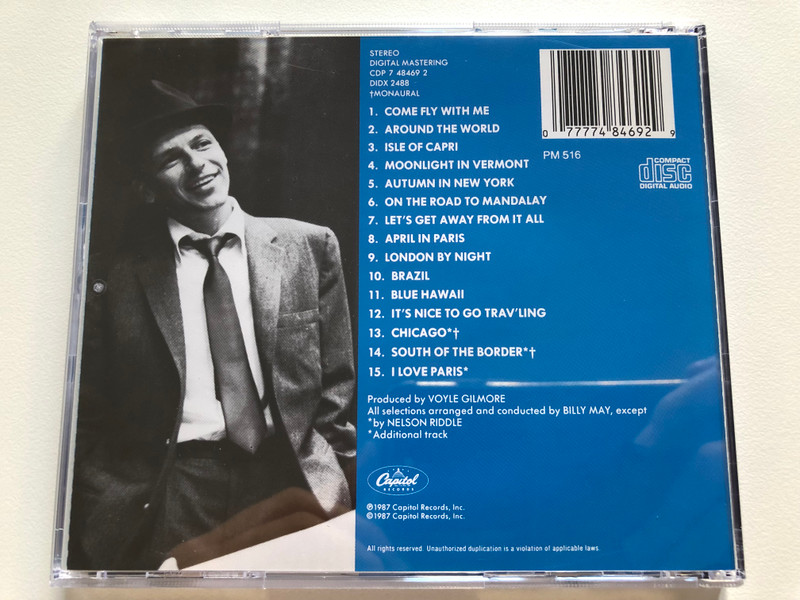 STEREO
DIGITAL MASTERING
CDP 7 48469 2
DIDX 2488
†MONAURAL
1. COME FLY WITH ME
2. AROUND THE WORLD
3. ISLE OF CAPRI
4. MOONLIGHT IN VERMONT
5. AUTUMN IN NEW YORK
6. ON THE ROAD TO MANDALAY
7. LET'S GET AWAY FROM IT ALL
8. APRIL IN PARIS
9. LONDON BY NIGHT
10. BRAZIL
11. BLUE HAWAII
12. IT'S NICE TO GO TRAV'LING
13. CHICAGO*†
14. SOUTH OF THE BORDER*†
15. I LOVE PARIS*
0 77774 84692 9
PM 516
COMPACT
disc
DIGITAL AUDIO
Produced by VOYLE GILMORE
All selections arranged and conducted by BILLY MAY, except
*by NELSON RIDDLE
*Additional track
Capitol
RECORDS
℗1987 Capitol Records, Inc.
©1987 Capitol Records, Inc.
All rights reserved. Unauthorized duplication is a violation of applicable laws.